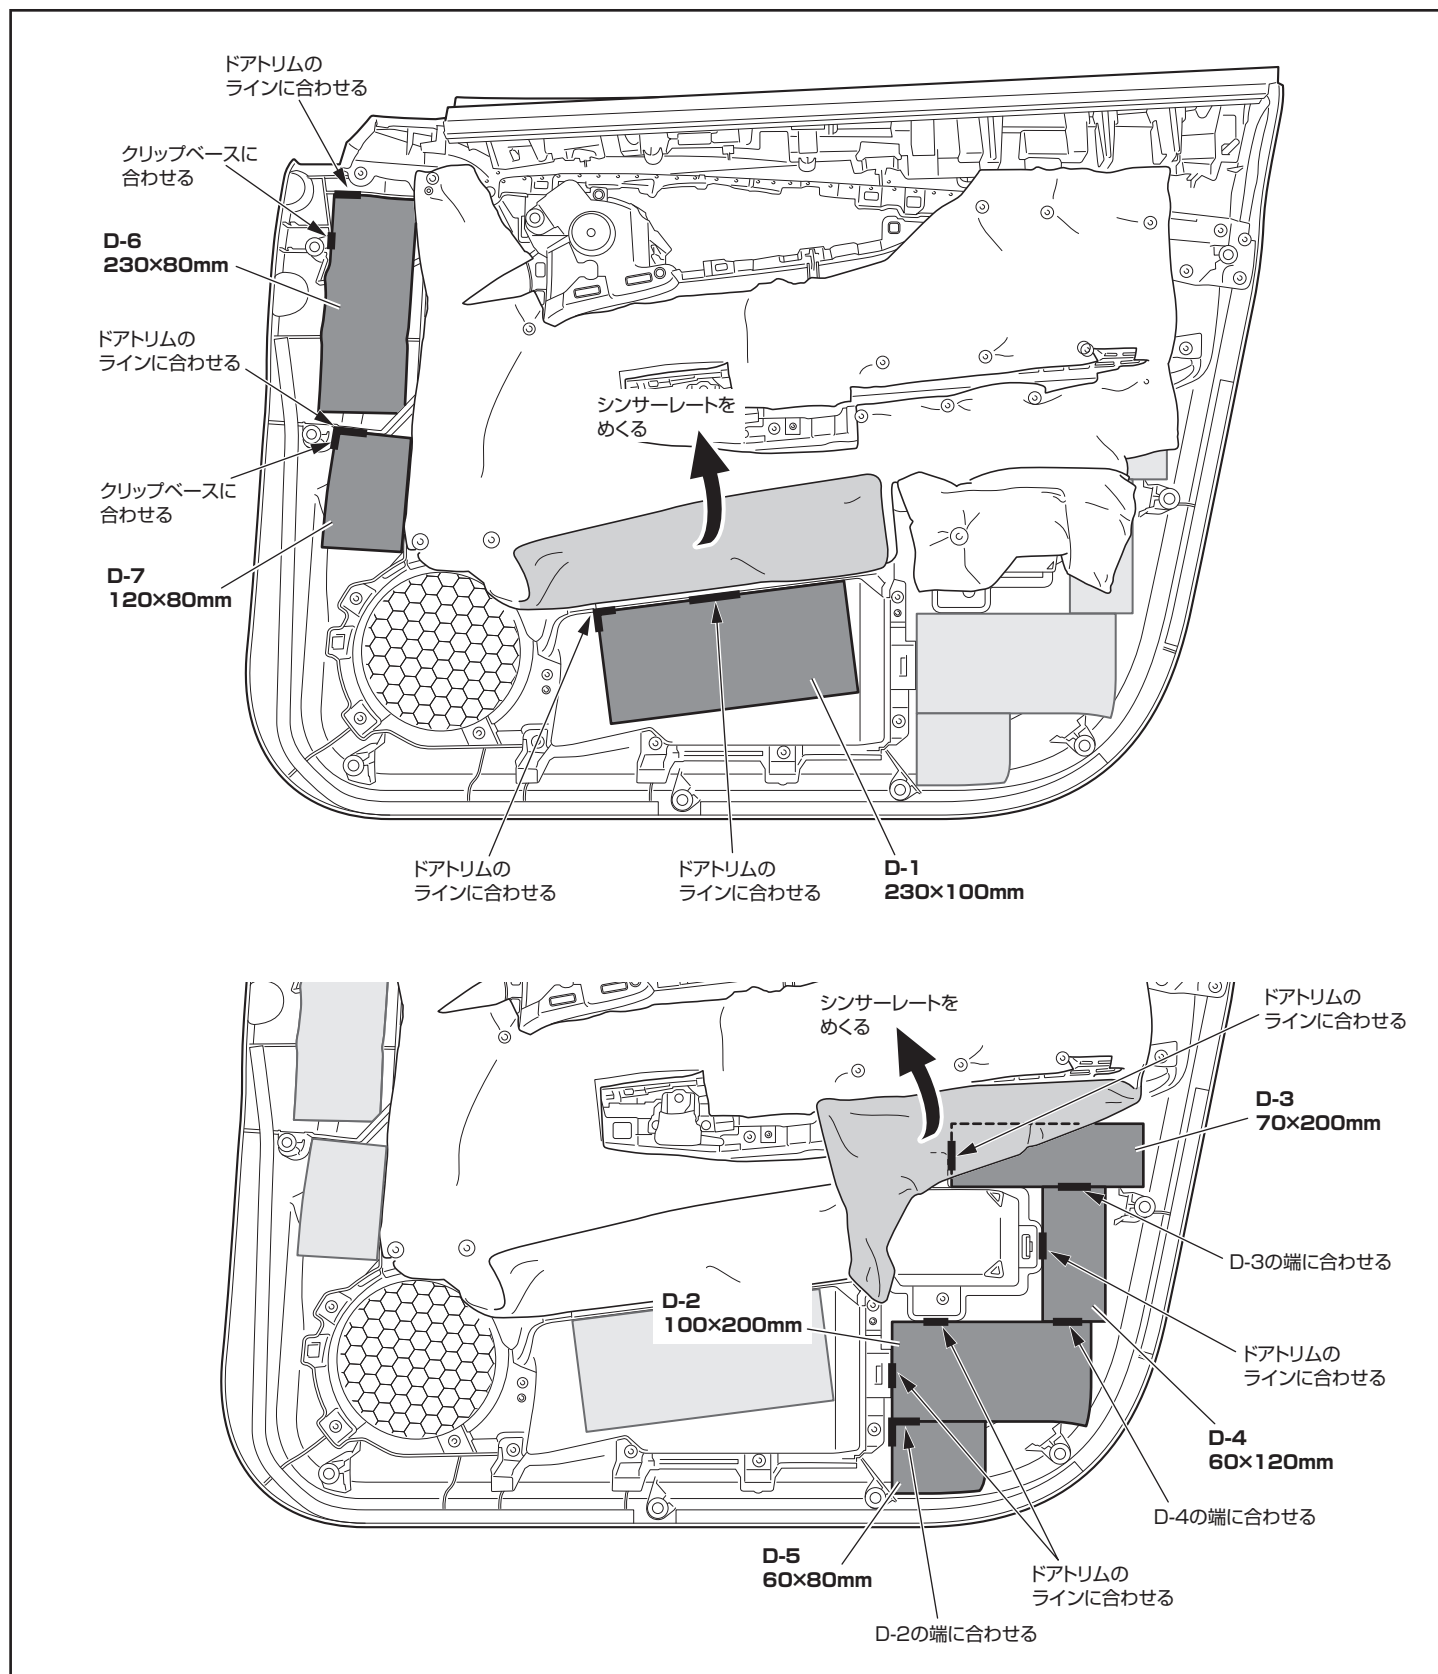 ドアトリムの
ラインに合わせる
クリップベースに
合わせる
D-6
230×80mm
ドアトリムの
ラインに合わせる
シンサーレートを
めくる
クリップベースに
合わせる
D-7
120×80mm
ドアトリムの
ラインに合わせる
ドアトリムの
ラインに合わせる
D-1
230×100mm
シンサーレートを
めくる
ドアトリムの
ラインに合わせる
D-3
70×200mm
D-3の端に合わせる
D-2
100×200mm
ドアトリムの
ラインに合わせる
D-4
60×120mm
D-4の端に合わせる
D-5
60×80mm
ドアトリムの
ラインに合わせる
D-2の端に合わせる